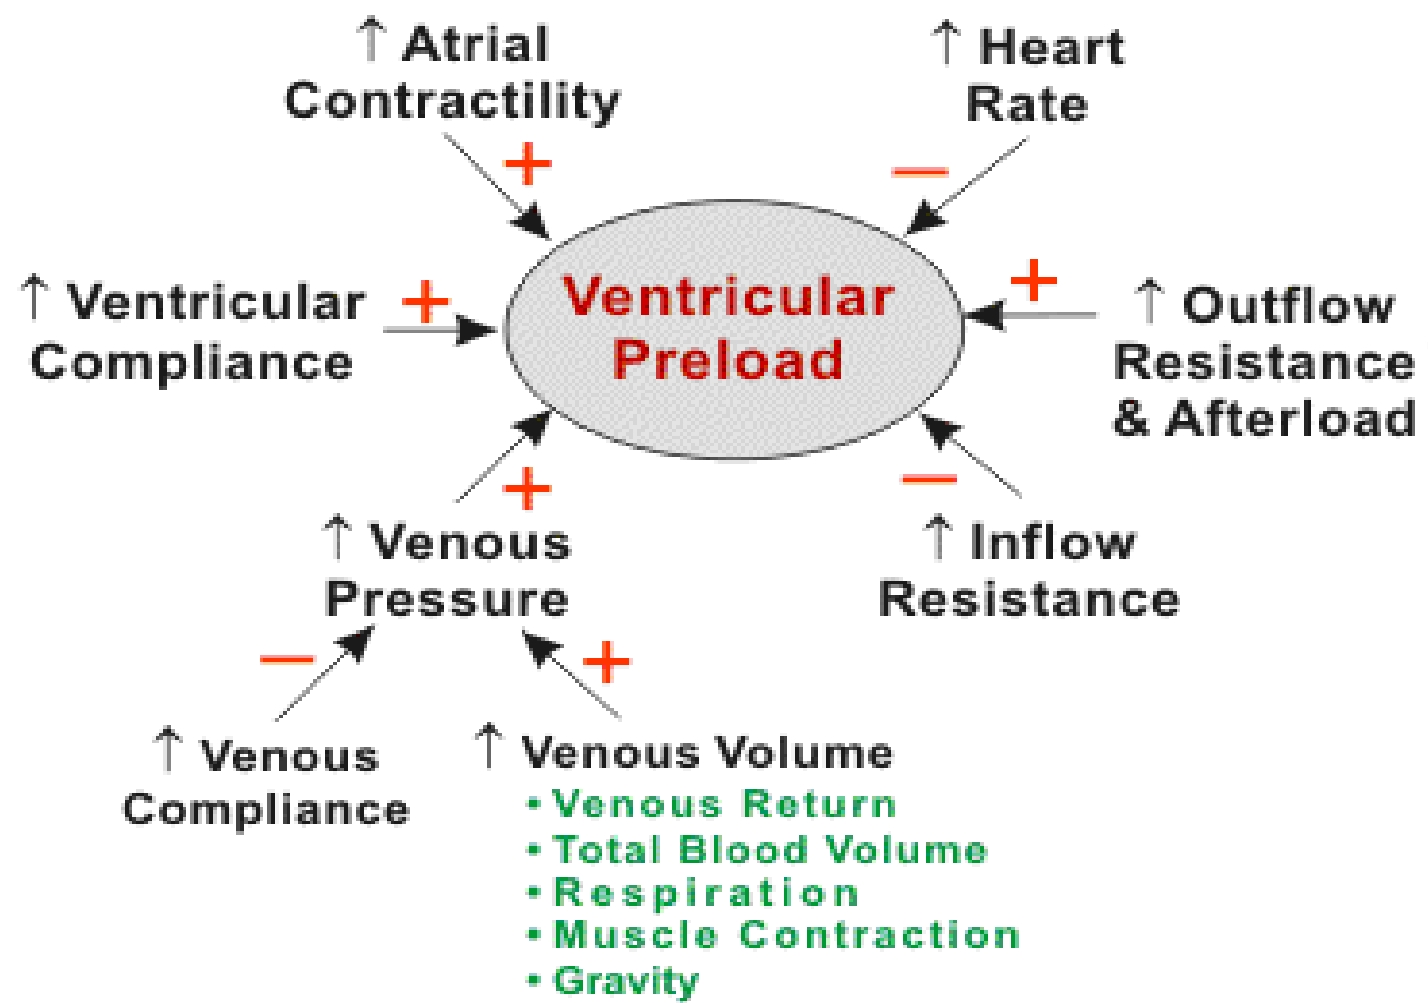 ↑ Atrial
Contractility
+
↑ Heart
Rate
−
↑ Ventricular
Compliance
+
Ventricular
Preload
+
↑ Outflow
Resistance
& Afterload
+
↑ Venous
Pressure
−
↑ Inflow
Resistance
−
↑ Venous
Compliance
+
↑ Venous Volume
• Venous Return
• Total Blood Volume
• Respiration
• Muscle Contraction
• Gravity